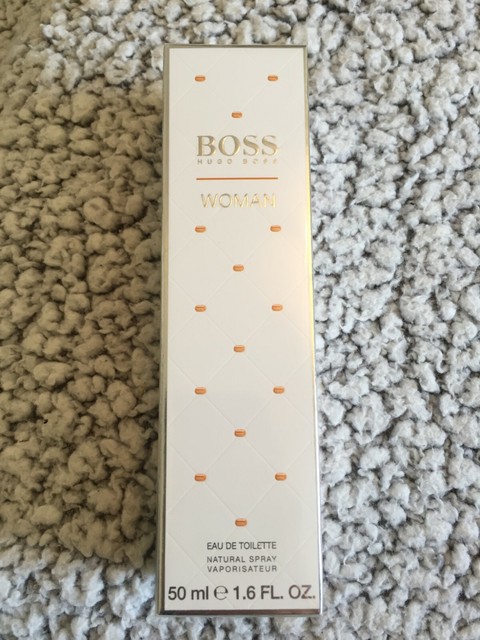 BOSS
HUGO BOSS
WOMAN
EAU DE TOILETTE
NATURAL SPRAY
VAPORISATEUR
50 ml ℮ 1.6 FL. OZ.